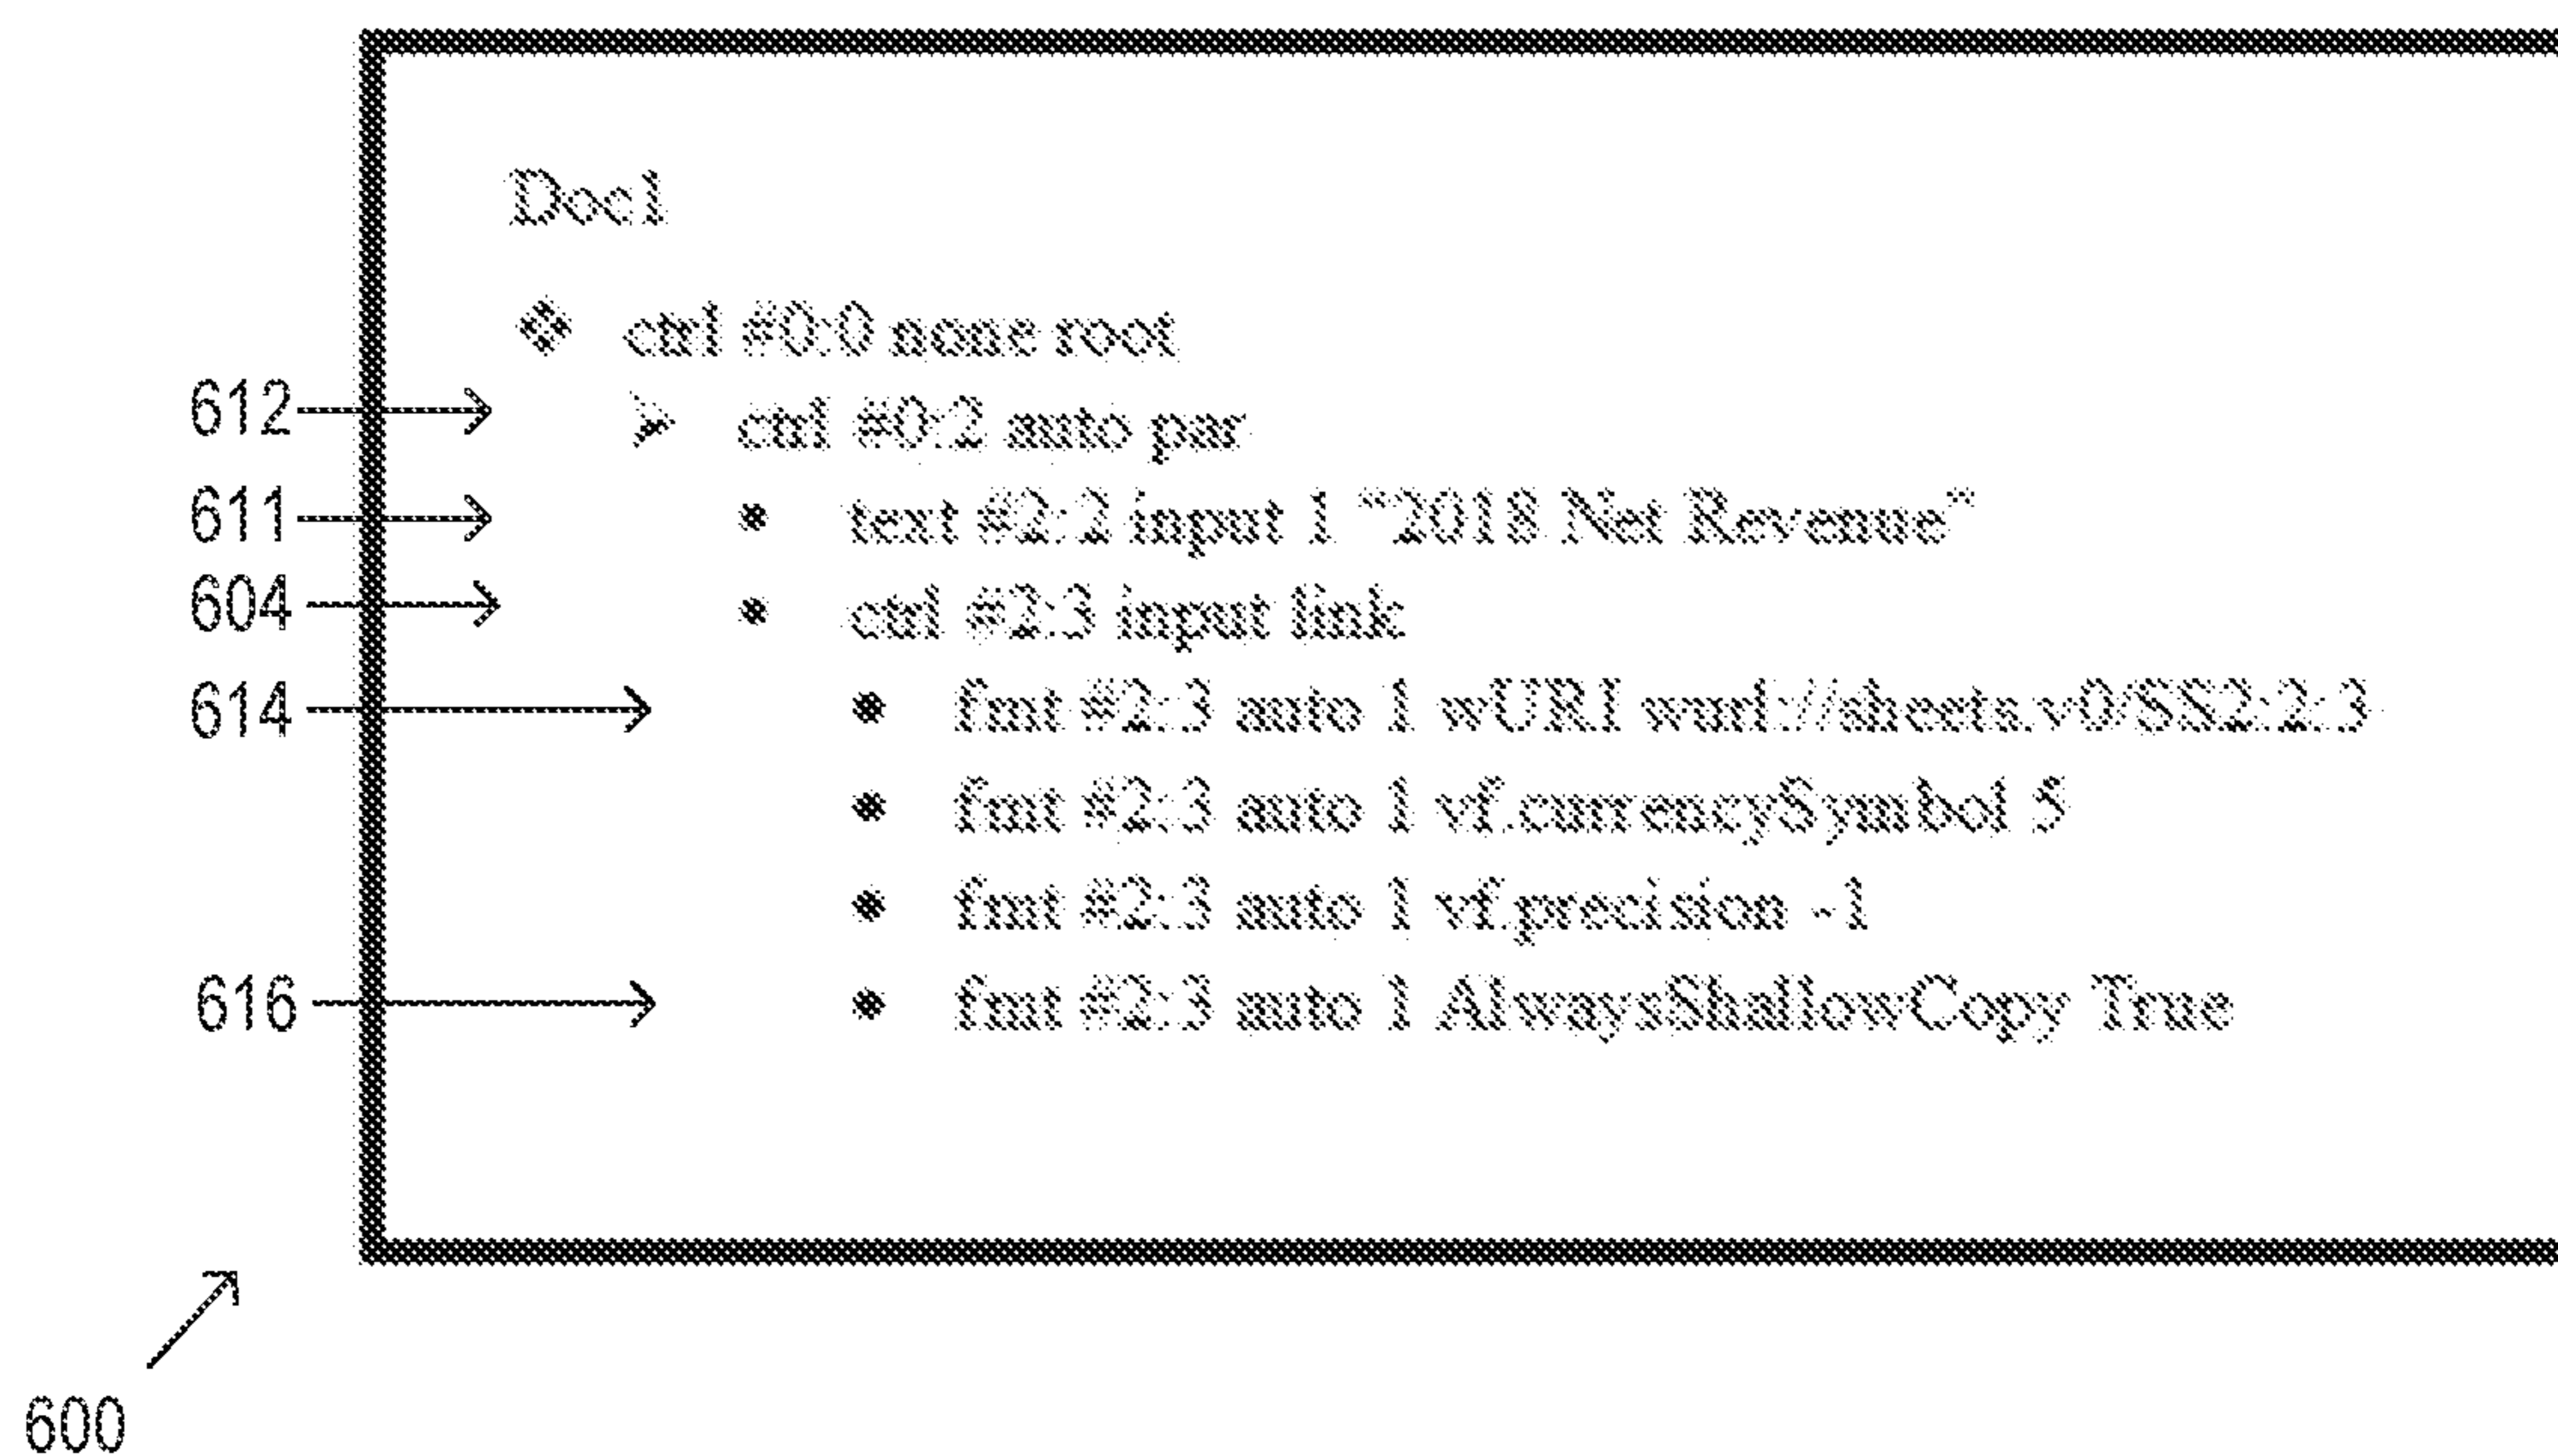 Doc1
❖ ctrl #0:0 none root
612 ➢ ctrl #0:2 auto par
611 • text #2:2 input 1 "2018 Net Revenue"
604 • ctrl #2:3 input link
614 • fmt #2:3 auto 1 wURI wurl://sheets.v0/SS2:2:3
• fmt #2:3 auto 1 vf.currencySymbol 5
• fmt #2:3 auto 1 vf.precision -1
616 • fmt #2:3 auto 1 AlwaysShallowCopy True
600